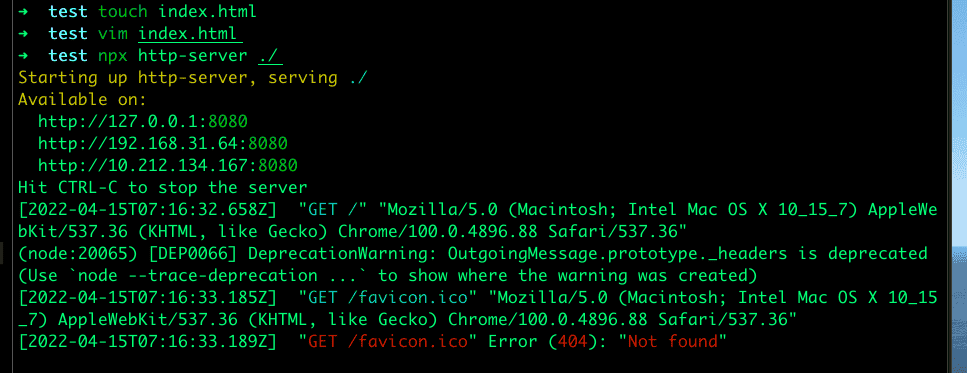 ➜  test touch index.html
➜  test vim index.html
➜  test npx http-server ./
Starting up http-server, serving ./
Available on:
  http://127.0.0.1:8080
  http://192.168.31.64:8080
  http://10.212.134.167:8080
Hit CTRL-C to stop the server
[2022-04-15T07:16:32.658Z]  "GET /" "Mozilla/5.0 (Macintosh; Intel Mac OS X 10_15_7) AppleWe
bKit/537.36 (KHTML, like Gecko) Chrome/100.0.4896.88 Safari/537.36"
(node:20065) [DEP0066] DeprecationWarning: OutgoingMessage.prototype._headers is deprecated
(Use `node --trace-deprecation ...` to show where the warning was created)
[2022-04-15T07:16:33.185Z]  "GET /favicon.ico" "Mozilla/5.0 (Macintosh; Intel Mac OS X 10_15
_7) AppleWebKit/537.36 (KHTML, like Gecko) Chrome/100.0.4896.88 Safari/537.36"
[2022-04-15T07:16:33.189Z]  "GET /favicon.ico" Error (404): "Not found"